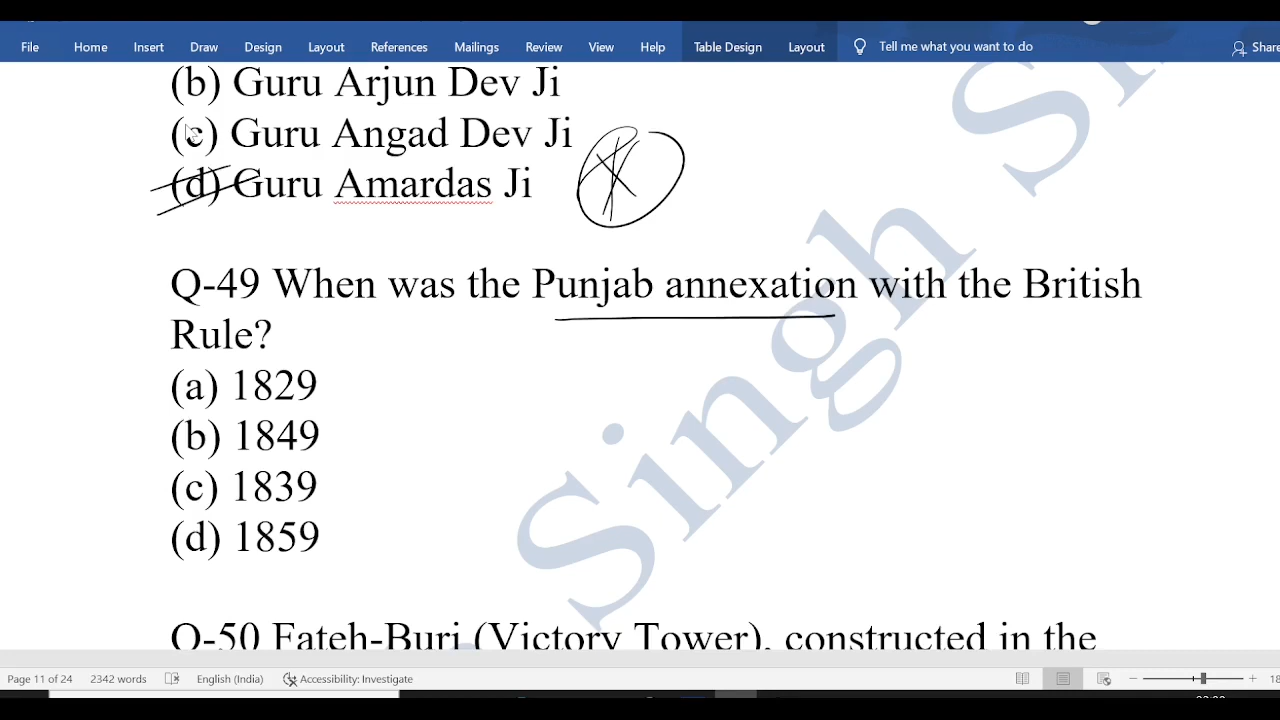 File Home Insert Draw Design Layout References Mailings Review View Help Table Design Layout Tell me what you want to do Share
(b) Guru Arjun Dev Ji
(c) Guru Angad Dev Ji
(d) Guru Amardas Ji
Q-49 When was the Punjab annexation with the British
Rule?
(a) 1829
(b) 1849
(c) 1839
(d) 1859
Q-50 Fateh-Burj (Victory Tower), constructed in the
Singh
Page 11 of 24 2342 words English (India) Accessibility: Investigate